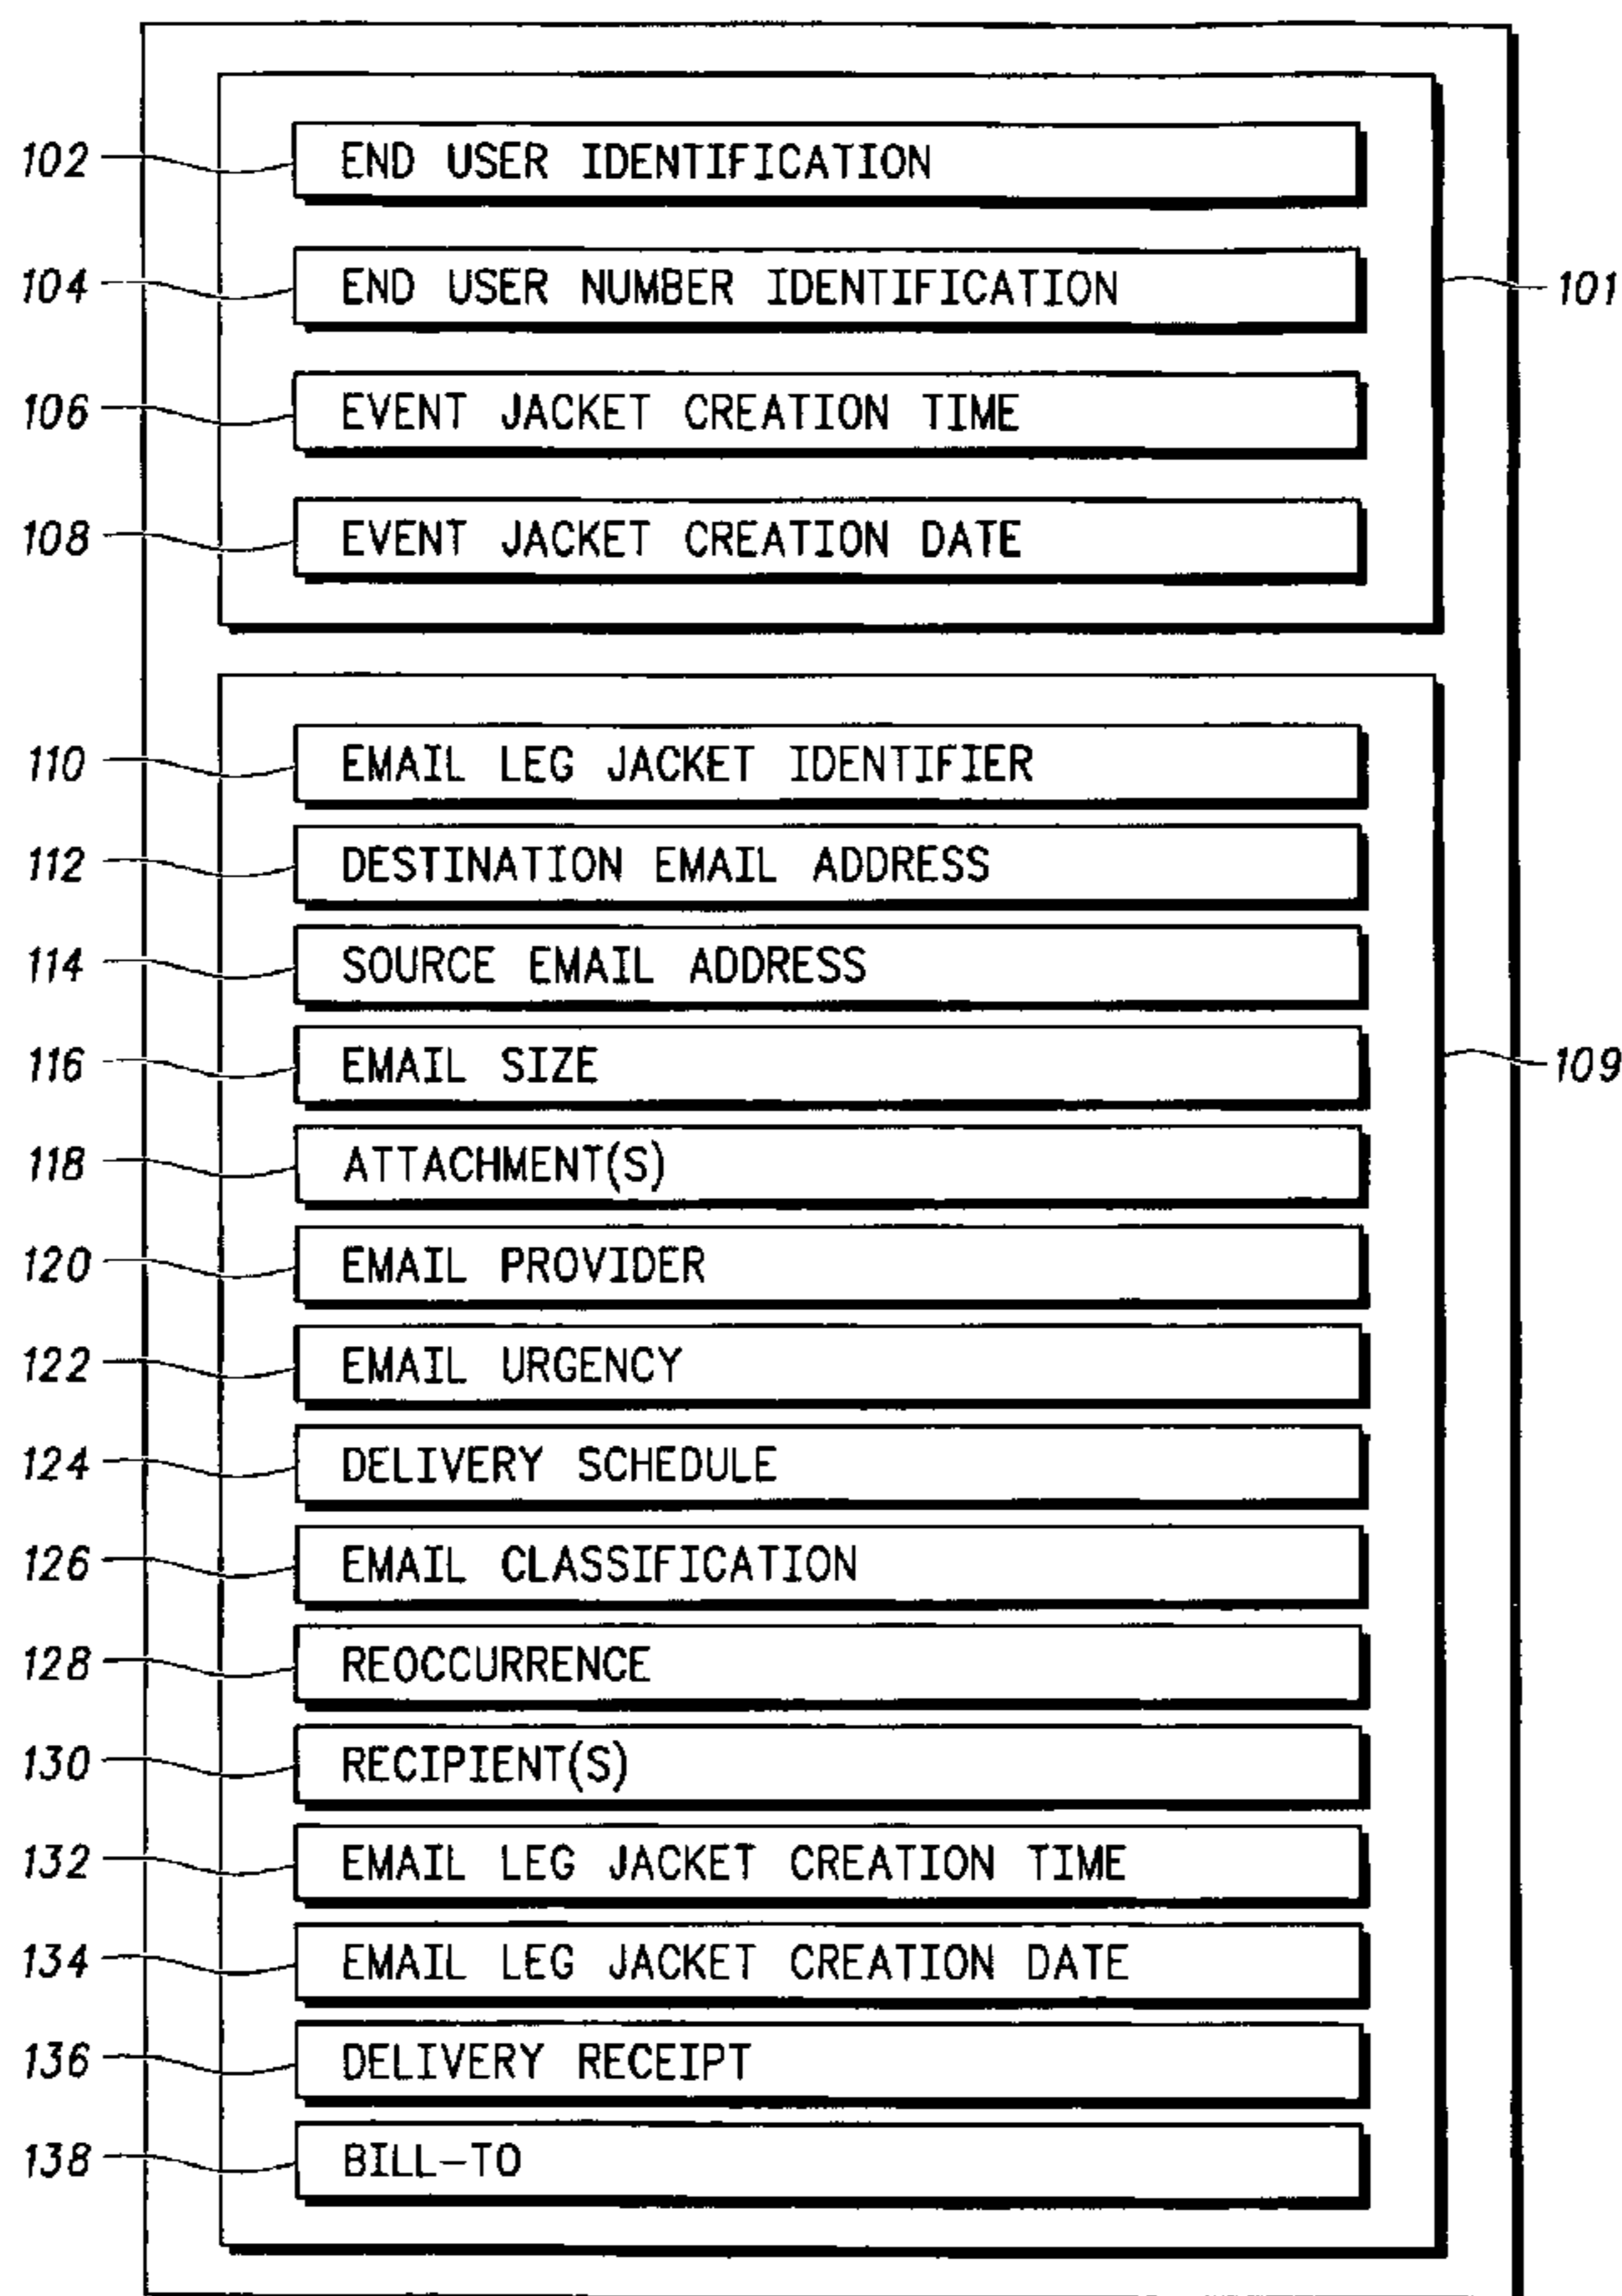 102 END USER IDENTIFICATION
104 END USER NUMBER IDENTIFICATION 101
106 EVENT JACKET CREATION TIME
108 EVENT JACKET CREATION DATE
110 EMAIL LEG JACKET IDENTIFIER
112 DESTINATION EMAIL ADDRESS
114 SOURCE EMAIL ADDRESS
116 EMAIL SIZE 109
118 ATTACHMENT(S)
120 EMAIL PROVIDER
122 EMAIL URGENCY
124 DELIVERY SCHEDULE
126 EMAIL CLASSIFICATION
128 REOCCURRENCE
130 RECIPIENT(S)
132 EMAIL LEG JACKET CREATION TIME
134 EMAIL LEG JACKET CREATION DATE
136 DELIVERY RECEIPT
138 BILL-TO